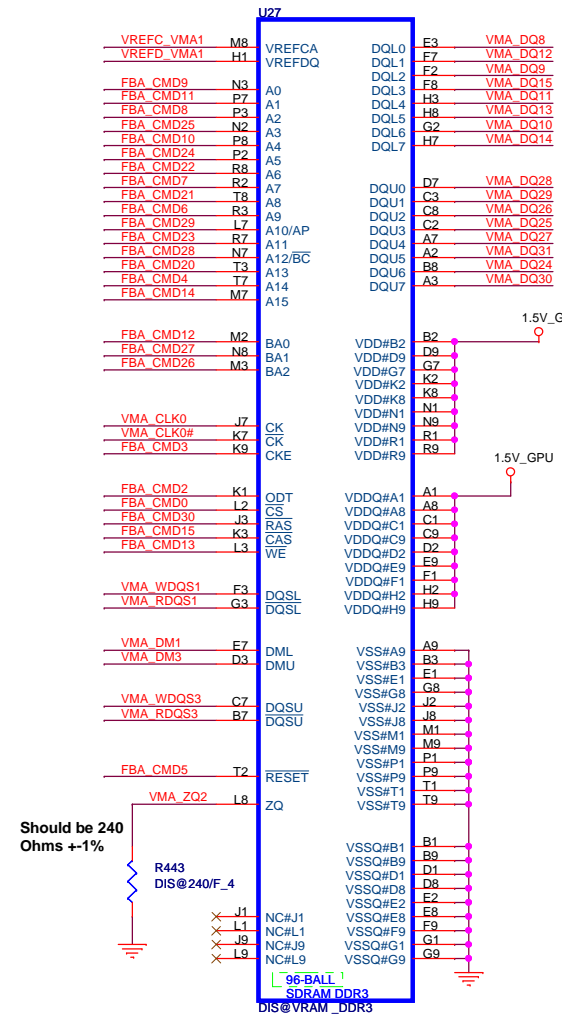 U27
VREFC_VMA1 M8 VREFCA DQL0 E3 VMA_DQ8
VREFD_VMA1 H1 VREFDQ DQL1 F7 VMA_DQ12
DQL2 F2 VMA_DQ9
FBA_CMD9 N3 A0 DQL3 F8 VMA_DQ15
FBA_CMD11 P7 A1 DQL4 H3 VMA_DQ11
FBA_CMD8 P3 A2 DQL5 H8 VMA_DQ13
FBA_CMD25 N2 A3 DQL6 G2 VMA_DQ10
FBA_CMD10 P8 A4 DQL7 H7 VMA_DQ14
FBA_CMD24 P2 A5
FBA_CMD22 R8 A6
FBA_CMD7 R2 A7 DQU0 D7 VMA_DQ28
FBA_CMD21 T8 A8 DQU1 C3 VMA_DQ29
FBA_CMD6 R3 A9 DQU2 C8 VMA_DQ26
FBA_CMD29 L7 A10/AP DQU3 C2 VMA_DQ25
FBA_CMD23 R7 A11 DQU4 A7 VMA_DQ27
FBA_CMD28 N7 A12/BC DQU5 A2 VMA_DQ31
FBA_CMD20 T3 A13 DQU6 B8 VMA_DQ24
FBA_CMD4 T7 A14 DQU7 A3 VMA_DQ30
FBA_CMD14 M7 A15
1.5V_G
FBA_CMD12 M2 BA0 VDD#B2 B2
FBA_CMD27 N8 BA1 VDD#D9 D9
FBA_CMD26 M3 BA2 VDD#G7 G7
VDD#K2 K2
VDD#K8 K8
VDD#N1 N1
VMA_CLK0 J7 CK VDD#N9 N9
VMA_CLK0# K7 CK VDD#R1 R1
FBA_CMD3 K9 CKE VDD#R9 R9
1.5V_GPU
FBA_CMD2 K1 ODT VDDQ#A1 A1
FBA_CMD0 L2 CS VDDQ#A8 A8
FBA_CMD30 J3 RAS VDDQ#C1 C1
FBA_CMD15 K3 CAS VDDQ#C9 C9
FBA_CMD13 L3 WE VDDQ#D2 D2
VDDQ#E9 E9
VDDQ#F1 F1
VMA_WDQS1 F3 DQSL VDDQ#H2 H2
VMA_RDQS1 G3 DQSL VDDQ#H9 H9
VMA_DM1 E7 DML VSS#A9 A9
VMA_DM3 D3 DMU VSS#B3 B3
VSS#E1 E1
VSS#G8 G8
VMA_WDQS3 C7 DQSU VSS#J2 J2
VMA_RDQS3 B7 DQSU VSS#J8 J8
VSS#M1 M1
VSS#M9 M9
VSS#P1 P1
FBA_CMD5 T2 RESET VSS#P9 P9
VSS#T1 T1
VMA_ZQ2 L8 ZQ VSS#T9 T9
Should be 240
Ohms +-1%
VSSQ#B1 B1
VSSQ#B9 B9
R443 VSSQ#D1 D1
DIS@240/F_4 VSSQ#D8 D8
VSSQ#E2 E2
J1 NC#J1 VSSQ#E8 E8
L1 NC#L1 VSSQ#F9 F9
J9 NC#J9 VSSQ#G1 G1
L9 NC#L9 VSSQ#G9 G9
96-BALL
SDRAM DDR3
DIS@VRAM _DDR3